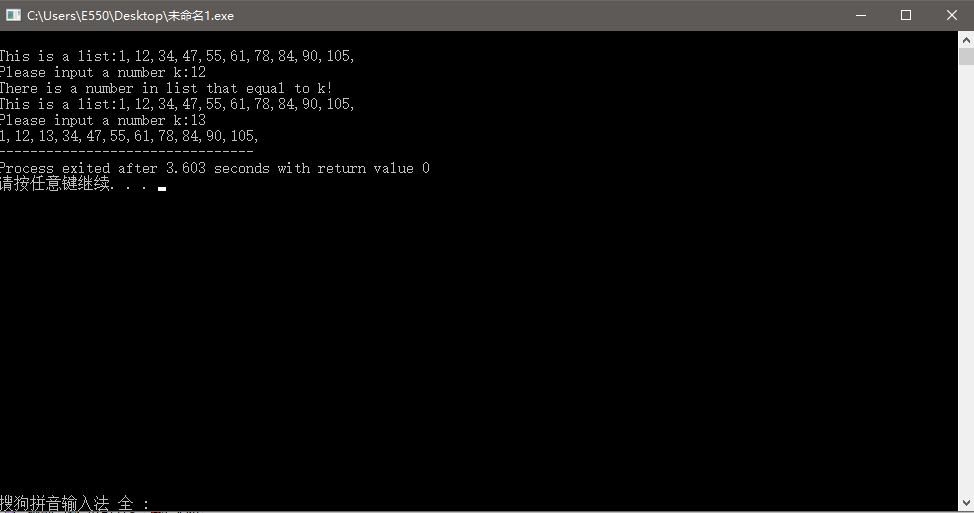 C:\Users\E550\Desktop\未命名1.exe
This is a list:1,12,34,47,55,61,78,84,90,105,
Please input a number k:12
There is a number in list that equal to k!
This is a list:1,12,34,47,55,61,78,84,90,105,
Please input a number k:13
1,12,13,34,47,55,61,78,84,90,105,
--------------------------------
Process exited after 3.603 seconds with return value 0
请按任意键继续. . .
搜狗拼音输入法 全 :